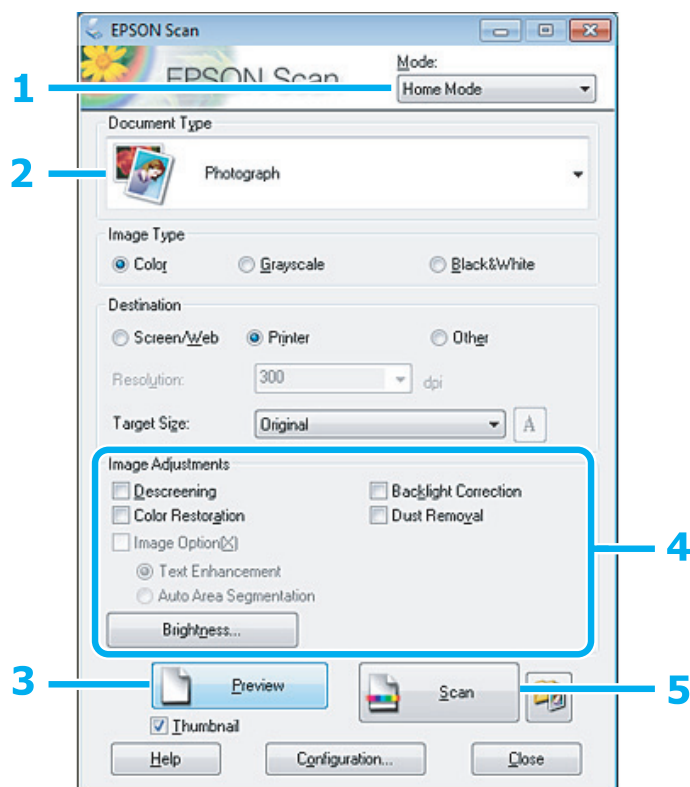 EPSON Scan
EPSON Scan
Mode:
1
Home Mode
Document Type
2
Photograph
Image Type
Color Grayscale Black&White
Destination
Screen/Web Printer Other
Resolution: 300 dpi
Target Size: Original A
Image Adjustments
Descreening Backlight Correction
Color Restoration Dust Removal
Image Option(X)
4
Text Enhancement
Auto Area Segmentation
Brightness...
3 Preview Scan 5
Thumbnail
Help Configuration... Close